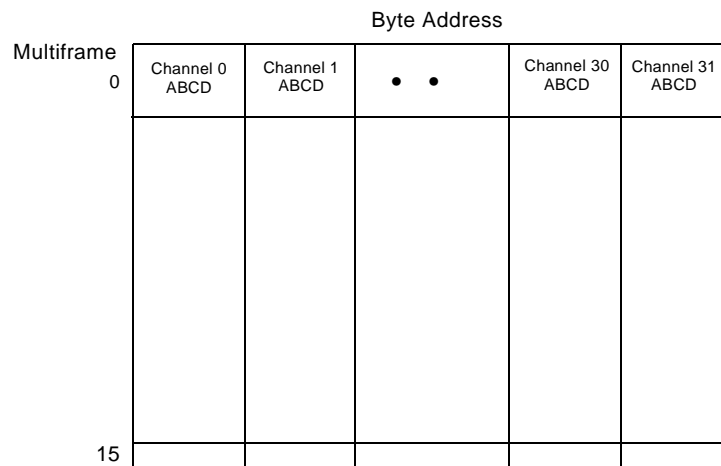 Byte Address
Multiframe
0
Channel 0
ABCD
Channel 1
ABCD
• •
Channel 30
ABCD
Channel 31
ABCD
15